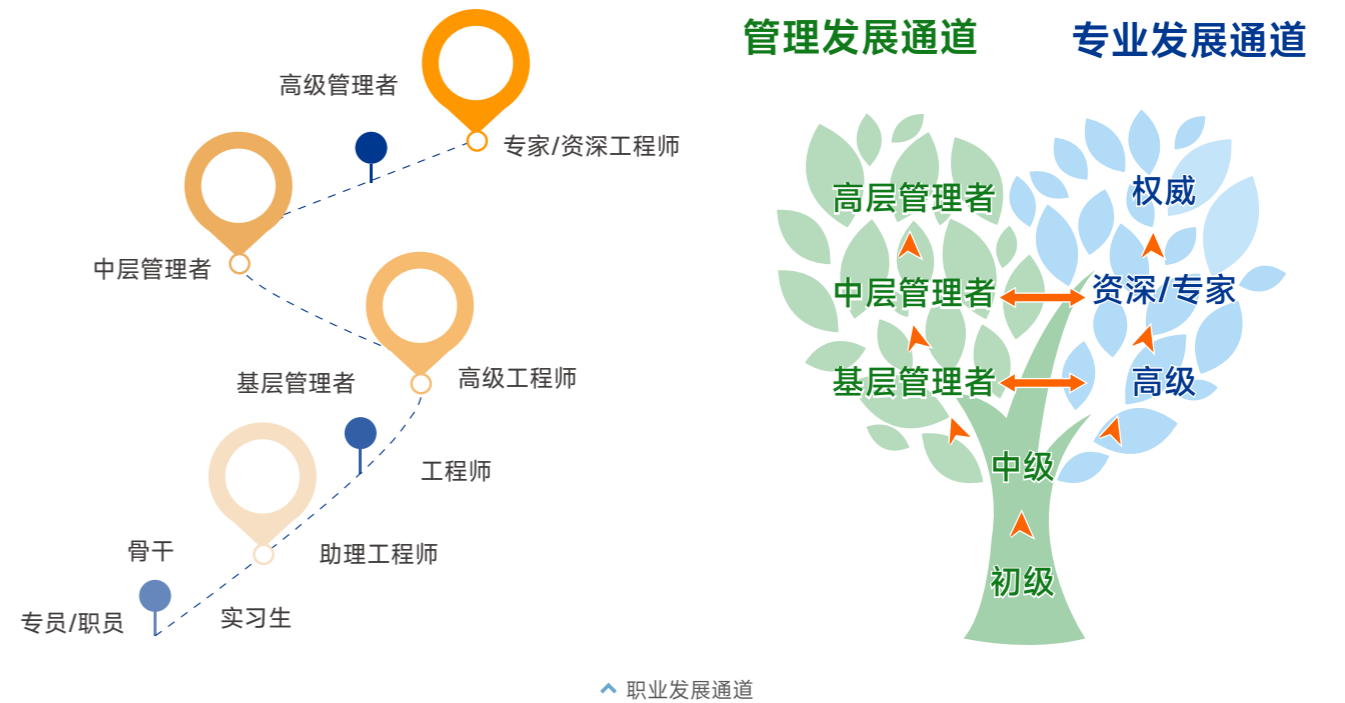 高级管理者
专家/资深工程师
中层管理者
基层管理者
高级工程师
工程师
骨干
助理工程师
专员/职员
实习生
管理发展通道
专业发展通道
高层管理者
权威
中层管理者
资深/专家
基层管理者
高级
中级
初级
职业发展通道